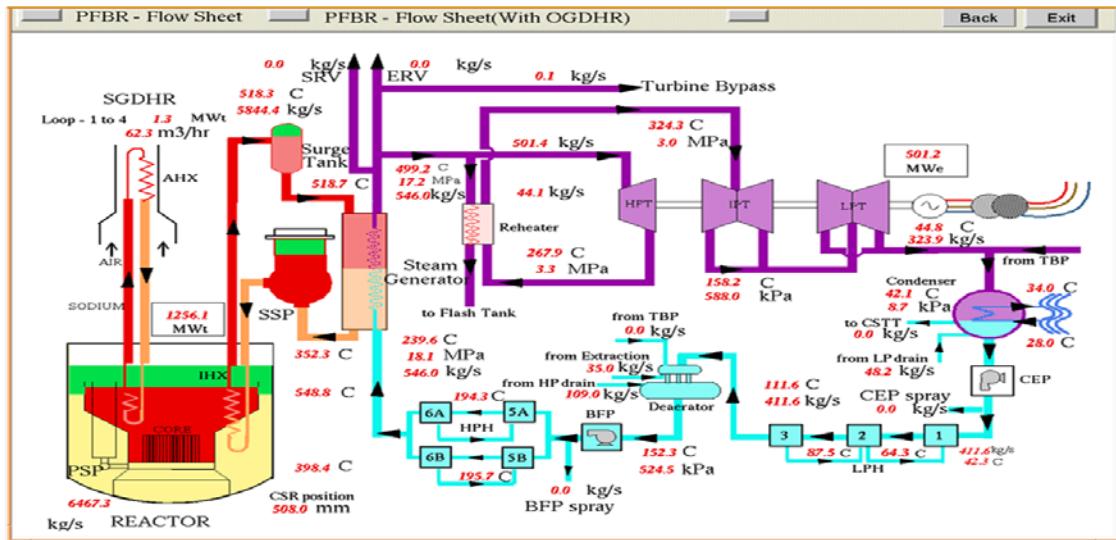 PFBR - Flow Sheet
PFBR - Flow Sheet(With OGDHR)
Back
Exit
0.0 kg/s
SRV
0.0 kg/s
ERV
0.1 kg/s
Turbine Bypass
SGDHR
Loop - 1 to 4
1.3 MWt
62.3 m3/hr
518.3 C
5844.4 kg/s
Surge
Tank
518.7 C
AHX
AIR
SODIUM
499.2 C
17.2 MPa
546.0 kg/s
501.4 kg/s
44.1 kg/s
324.3 C
3.0 MPa
501.2
MWe
HPT
IPT
LPT
Reheater
267.9 C
3.3 MPa
Steam
Generator
to Flash Tank
44.8 C
323.9 kg/s
from TBP
158.2 C
588.0 kPa
Condenser
42.1 C
8.7 kPa
34.0 C
28.0 C
to CSTT
0.0 kg/s
from LP drain
48.2 kg/s
CEP
CEP spray
0.0 kg/s
1256.1
MWt
SSP
352.3 C
239.6 C
18.1 MPa
546.0 kg/s
from TBP
0.0 kg/s
from Extraction
35.0 kg/s
from HP drain
109.0 kg/s
Deaerator
111.6 C
411.6 kg/s
IHX
CORE
PSP
548.8 C
398.4 C
194.3 C
6A
5A
HPH
6B
5B
195.7 C
BFP
152.3 C
524.5 kPa
0.0 kg/s
BFP spray
3
2
1
87.5 C
64.3 C
LPH
411.6 kg/s
42.3 C
CSR position
508.0 mm
6467.3
kg/s
REACTOR